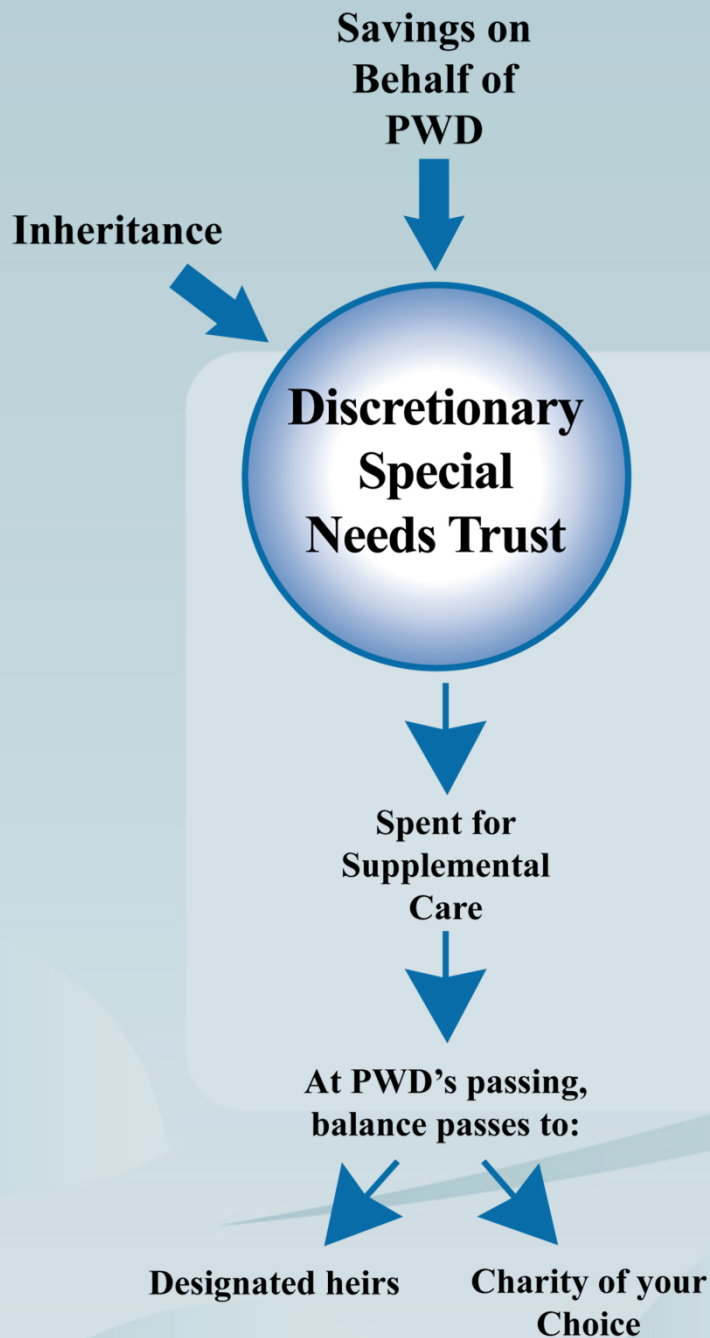 Savings on
Behalf of
PWD
Inheritance
Discretionary
Special
Needs Trust
Spent for
Supplemental
Care
At PWD’s passing,
balance passes to:
Designated heirs
Charity of your
Choice